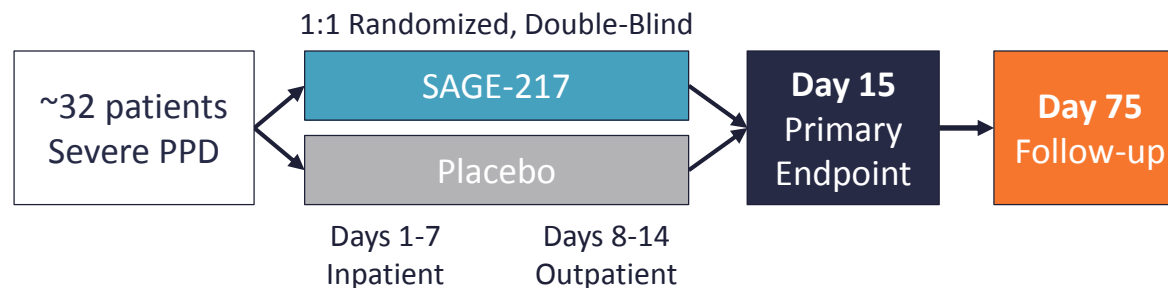 1:1 Randomized, Double-Blind
~32 patients
Severe PPD
SAGE-217
Placebo
Days 1-7
Inpatient
Days 8-14
Outpatient
Day 15
Primary
Endpoint
Day 75
Follow-up